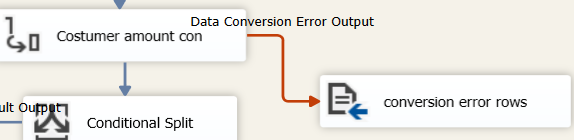 Data Conversion Error Output
Costumer amount con
conversion error rows
ult Output
Conditional Split